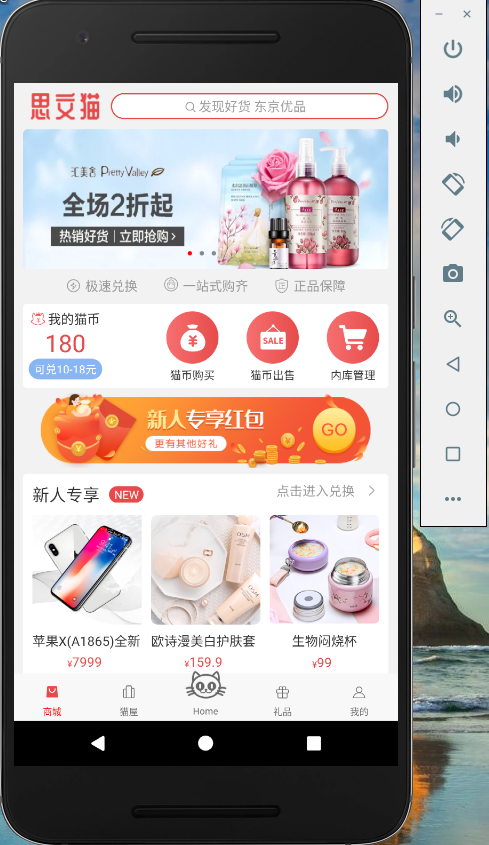 思文猫
发现好货 东京优品
汇美舍 Pretty Valley
全场2折起
热销好货 | 立即抢购 >
极速兑换 一站式购齐 正品保障
我的猫币
180
可兑10-18元
SALE
猫币购买 猫币出售 内库管理
新人专享红包
更有其他好礼
GO
新人专享 NEW 点击进入兑换 >
苹果X(A1865)全新 欧诗漫美白护肤套 生物焖烧杯
¥7999 ¥159.9 ¥99
商城 猫屋 Home 礼品 我的